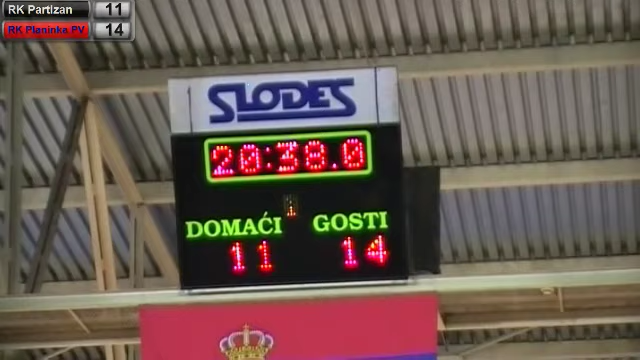 RK Partizan 11
RK Planinka PV 14
SLODES
20:38.0
1
DOMAĆI GOSTI
11 14